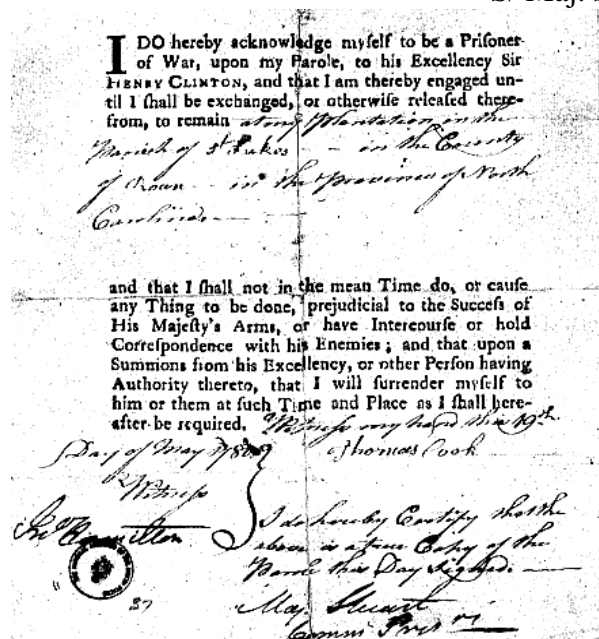 I DO hereby acknowledge myself to be a Prisoner
of War, upon my Parole, to his Excellency Sir
HENRY CLINTON, and that I am thereby engaged un-
til I shall be exchanged, or otherwise released there-
from, to remain at my Plantation in the
Parish of St Lukes - in the County
of Rowan - in the Province of North
Carolina
and that I shall not in the mean Time do, or cause
any Thing to be done, prejudicial to the Success of
His Majesty's Arms, or have Intercourse or hold
Correspondence with his Enemies; and that upon a
Summons from his Excellency, or other Person having
Authority thereto, that I will surrender myself to
him or them at such Time and Place as I shall here-
after be required. Witness my hand this 19th
Day of May 1780 Thomas Cook
Witness
I do hereby Certify that the
above is a true Copy of the
Parole this Day Signed.
Maj. Stuart
37